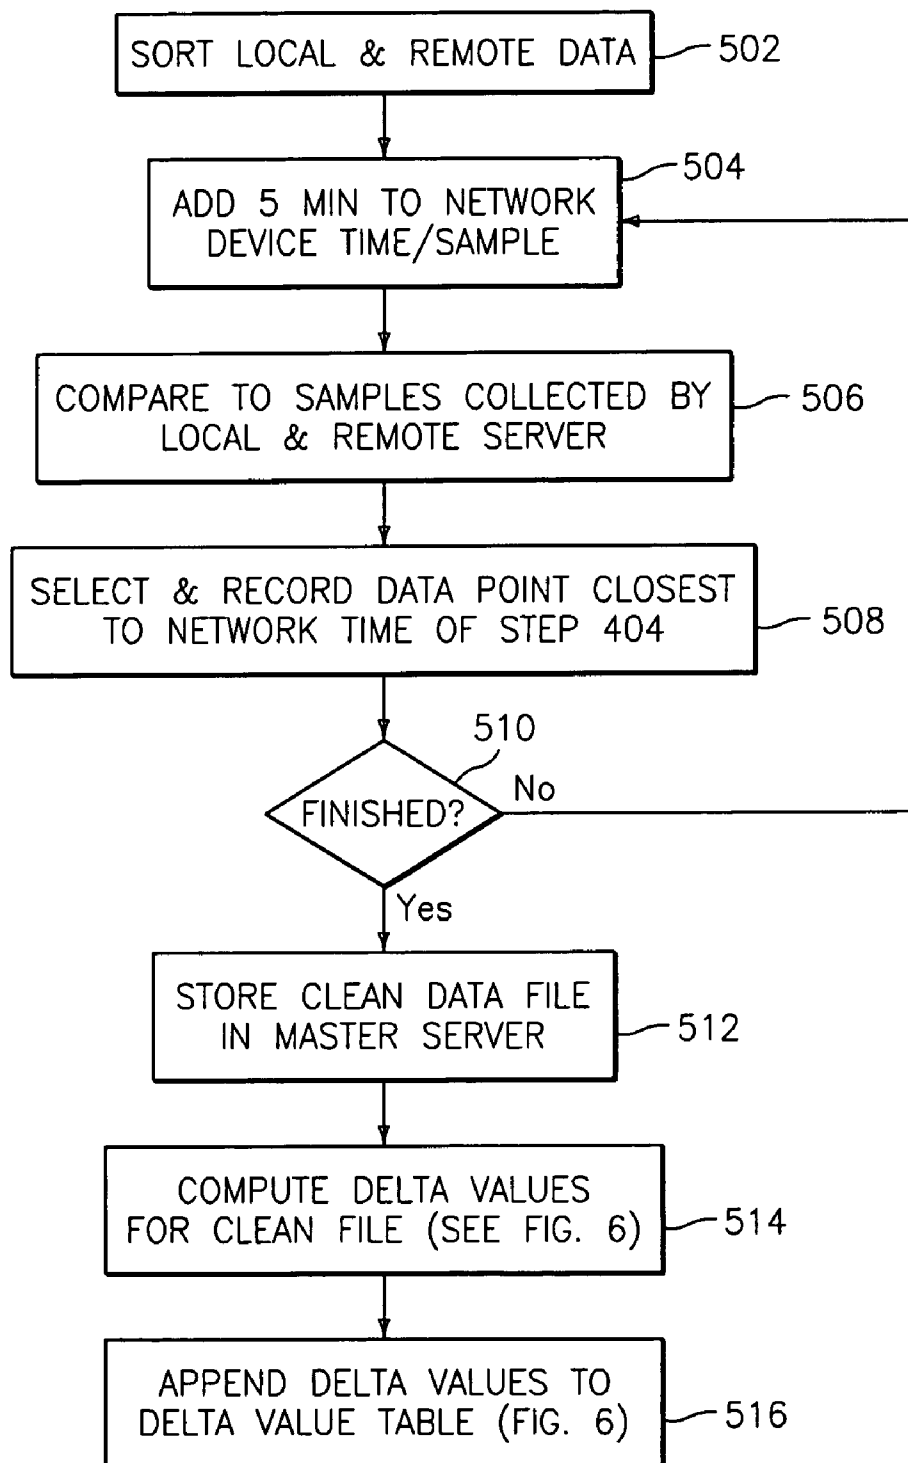 SORT LOCAL & REMOTE DATA
502
504
ADD 5 MIN TO NETWORK
DEVICE TIME/SAMPLE
COMPARE TO SAMPLES COLLECTED BY
LOCAL & REMOTE SERVER
506
SELECT & RECORD DATA POINT CLOSEST
TO NETWORK TIME OF STEP 404
508
510
FINISHED?
No
Yes
STORE CLEAN DATA FILE
IN MASTER SERVER
512
COMPUTE DELTA VALUES
FOR CLEAN FILE (SEE FIG. 6)
514
APPEND DELTA VALUES TO
DELTA VALUE TABLE (FIG. 6)
516